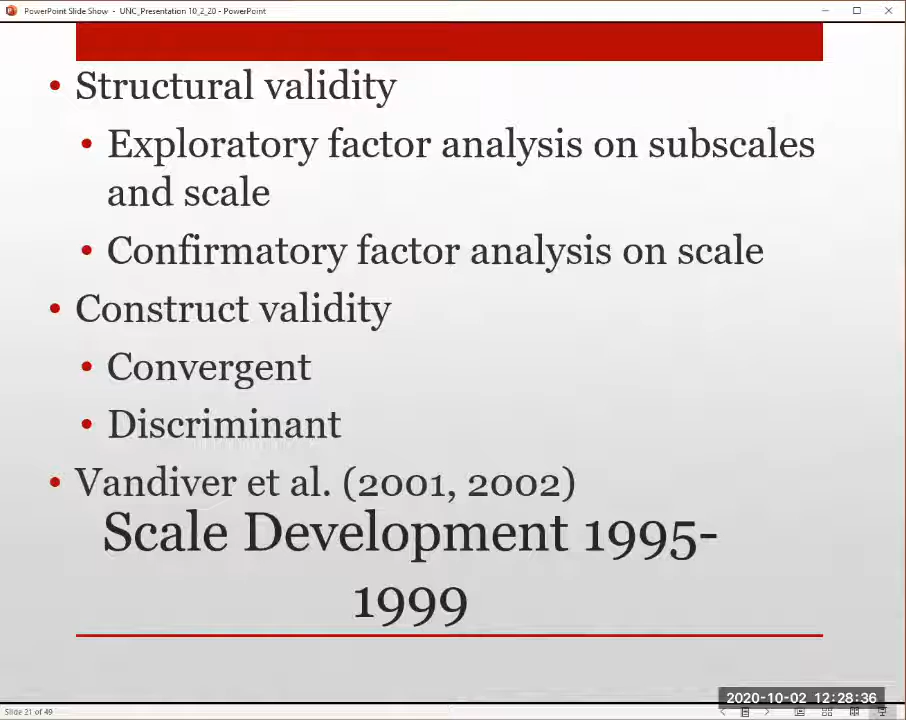 PowerPoint Slide Show - UNC_Presentation 10_2_20 - PowerPoint
• Structural validity
• Exploratory factor analysis on subscales
and scale
• Confirmatory factor analysis on scale
• Construct validity
• Convergent
• Discriminant
• Vandiver et al. (2001, 2002)
Scale Development 1995-
1999
2020-10-02 12:28:36
Slide 21 of 49